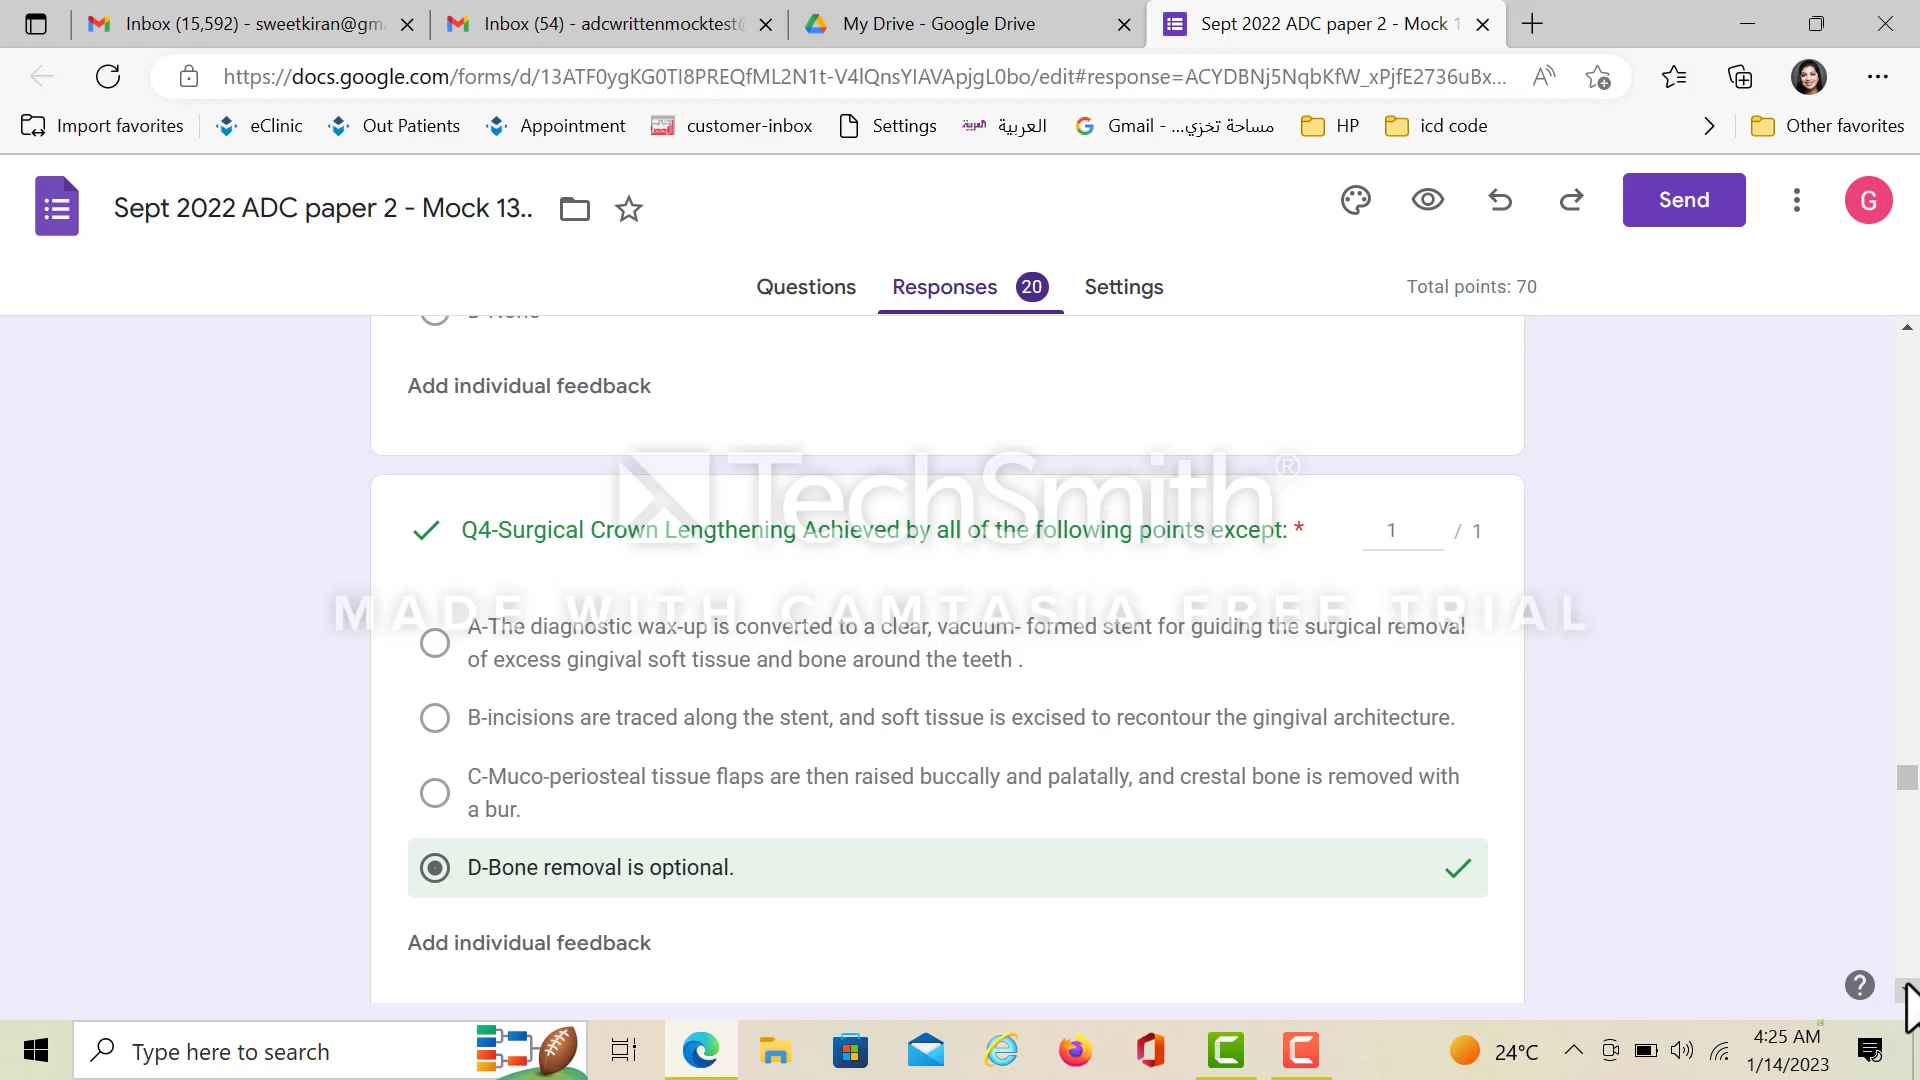 Inbox (15,592) - sweetkiran@gm
Inbox (54) - adcwrittenmocktest@
My Drive - Google Drive
Sept 2022 ADC paper 2 - Mock 1
https://docs.google.com/forms/d/13ATF0ygKG0TI8PREQfML2N1t-V4lQnsYIAVApjgL0bo/edit#response=ACYDBNj5NqbKfW_xPjfE2736uBx...
Import favorites
eClinic
Out Patients
Appointment
customer-inbox
Settings
العربية
Gmail - ...مساحة تخزي
HP
icd code
Other favorites
Sept 2022 ADC paper 2 - Mock 13..
Send
G
Questions
Responses 20
Settings
Total points: 70
D-None
Add individual feedback
TechSmith®
Q4-Surgical Crown Lengthening Achieved by all of the following points except: *
1 / 1
MADE WITH CAMTASIA FREE TRIAL
A-The diagnostic wax-up is converted to a clear, vacuum- formed stent for guiding the surgical removal
of excess gingival soft tissue and bone around the teeth .
B-incisions are traced along the stent, and soft tissue is excised to recontour the gingival architecture.
C-Muco-periosteal tissue flaps are then raised buccally and palatally, and crestal bone is removed with
a bur.
D-Bone removal is optional.
Add individual feedback
Type here to search
24°C
4:25 AM
1/14/2023